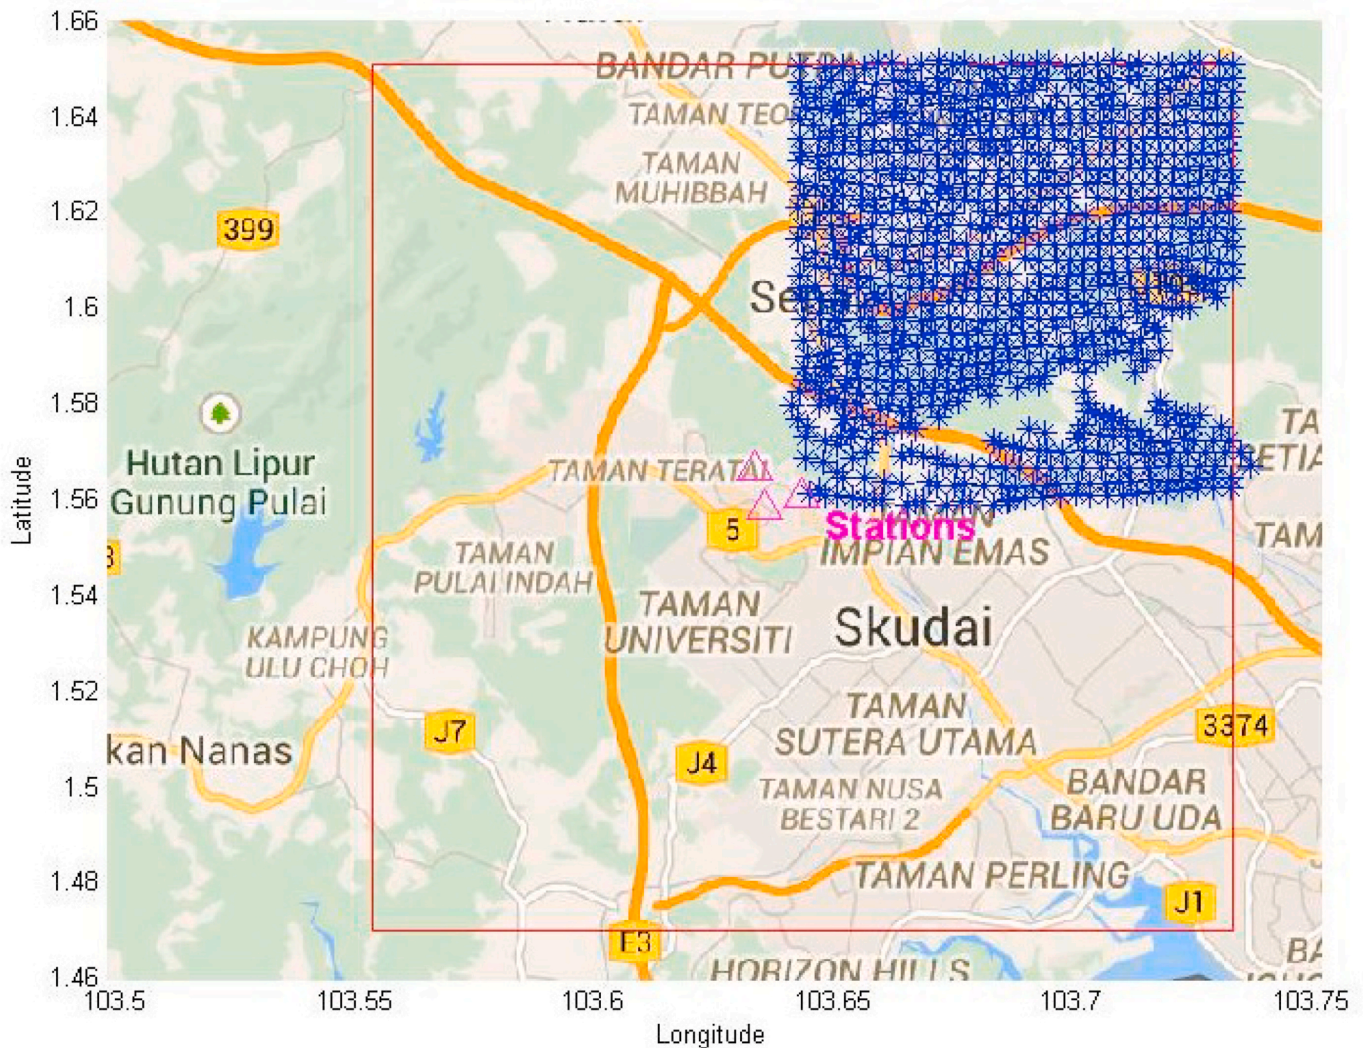 1.66
1.64
1.62
1.6
1.58
1.56
1.54
1.52
1.5
1.48
1.46
Latitude
103.5
103.55
103.6
103.65
103.7
103.75
Longitude
BANDAR PUTRA
TAMAN TEO
TAMAN
MUHIBBAH
399
Hutan Lipur
Gunung Pulai
TAMAN TERATAI
5
Stations
IMPIAN EMAS
TAMAN
PULAI INDAH
TAMAN
UNIVERSITI
Skudai
KAMPUNG
ULU CHOH
TAMAN
SUTERA UTAMA
3374
J7
kan Nanas
J4
TAMAN NUSA
BESTARI 2
BANDAR
BARU UDA
TAMAN PERLING
J1
E3
HORIZON HILLS
TA
ETIA
TAM
BA